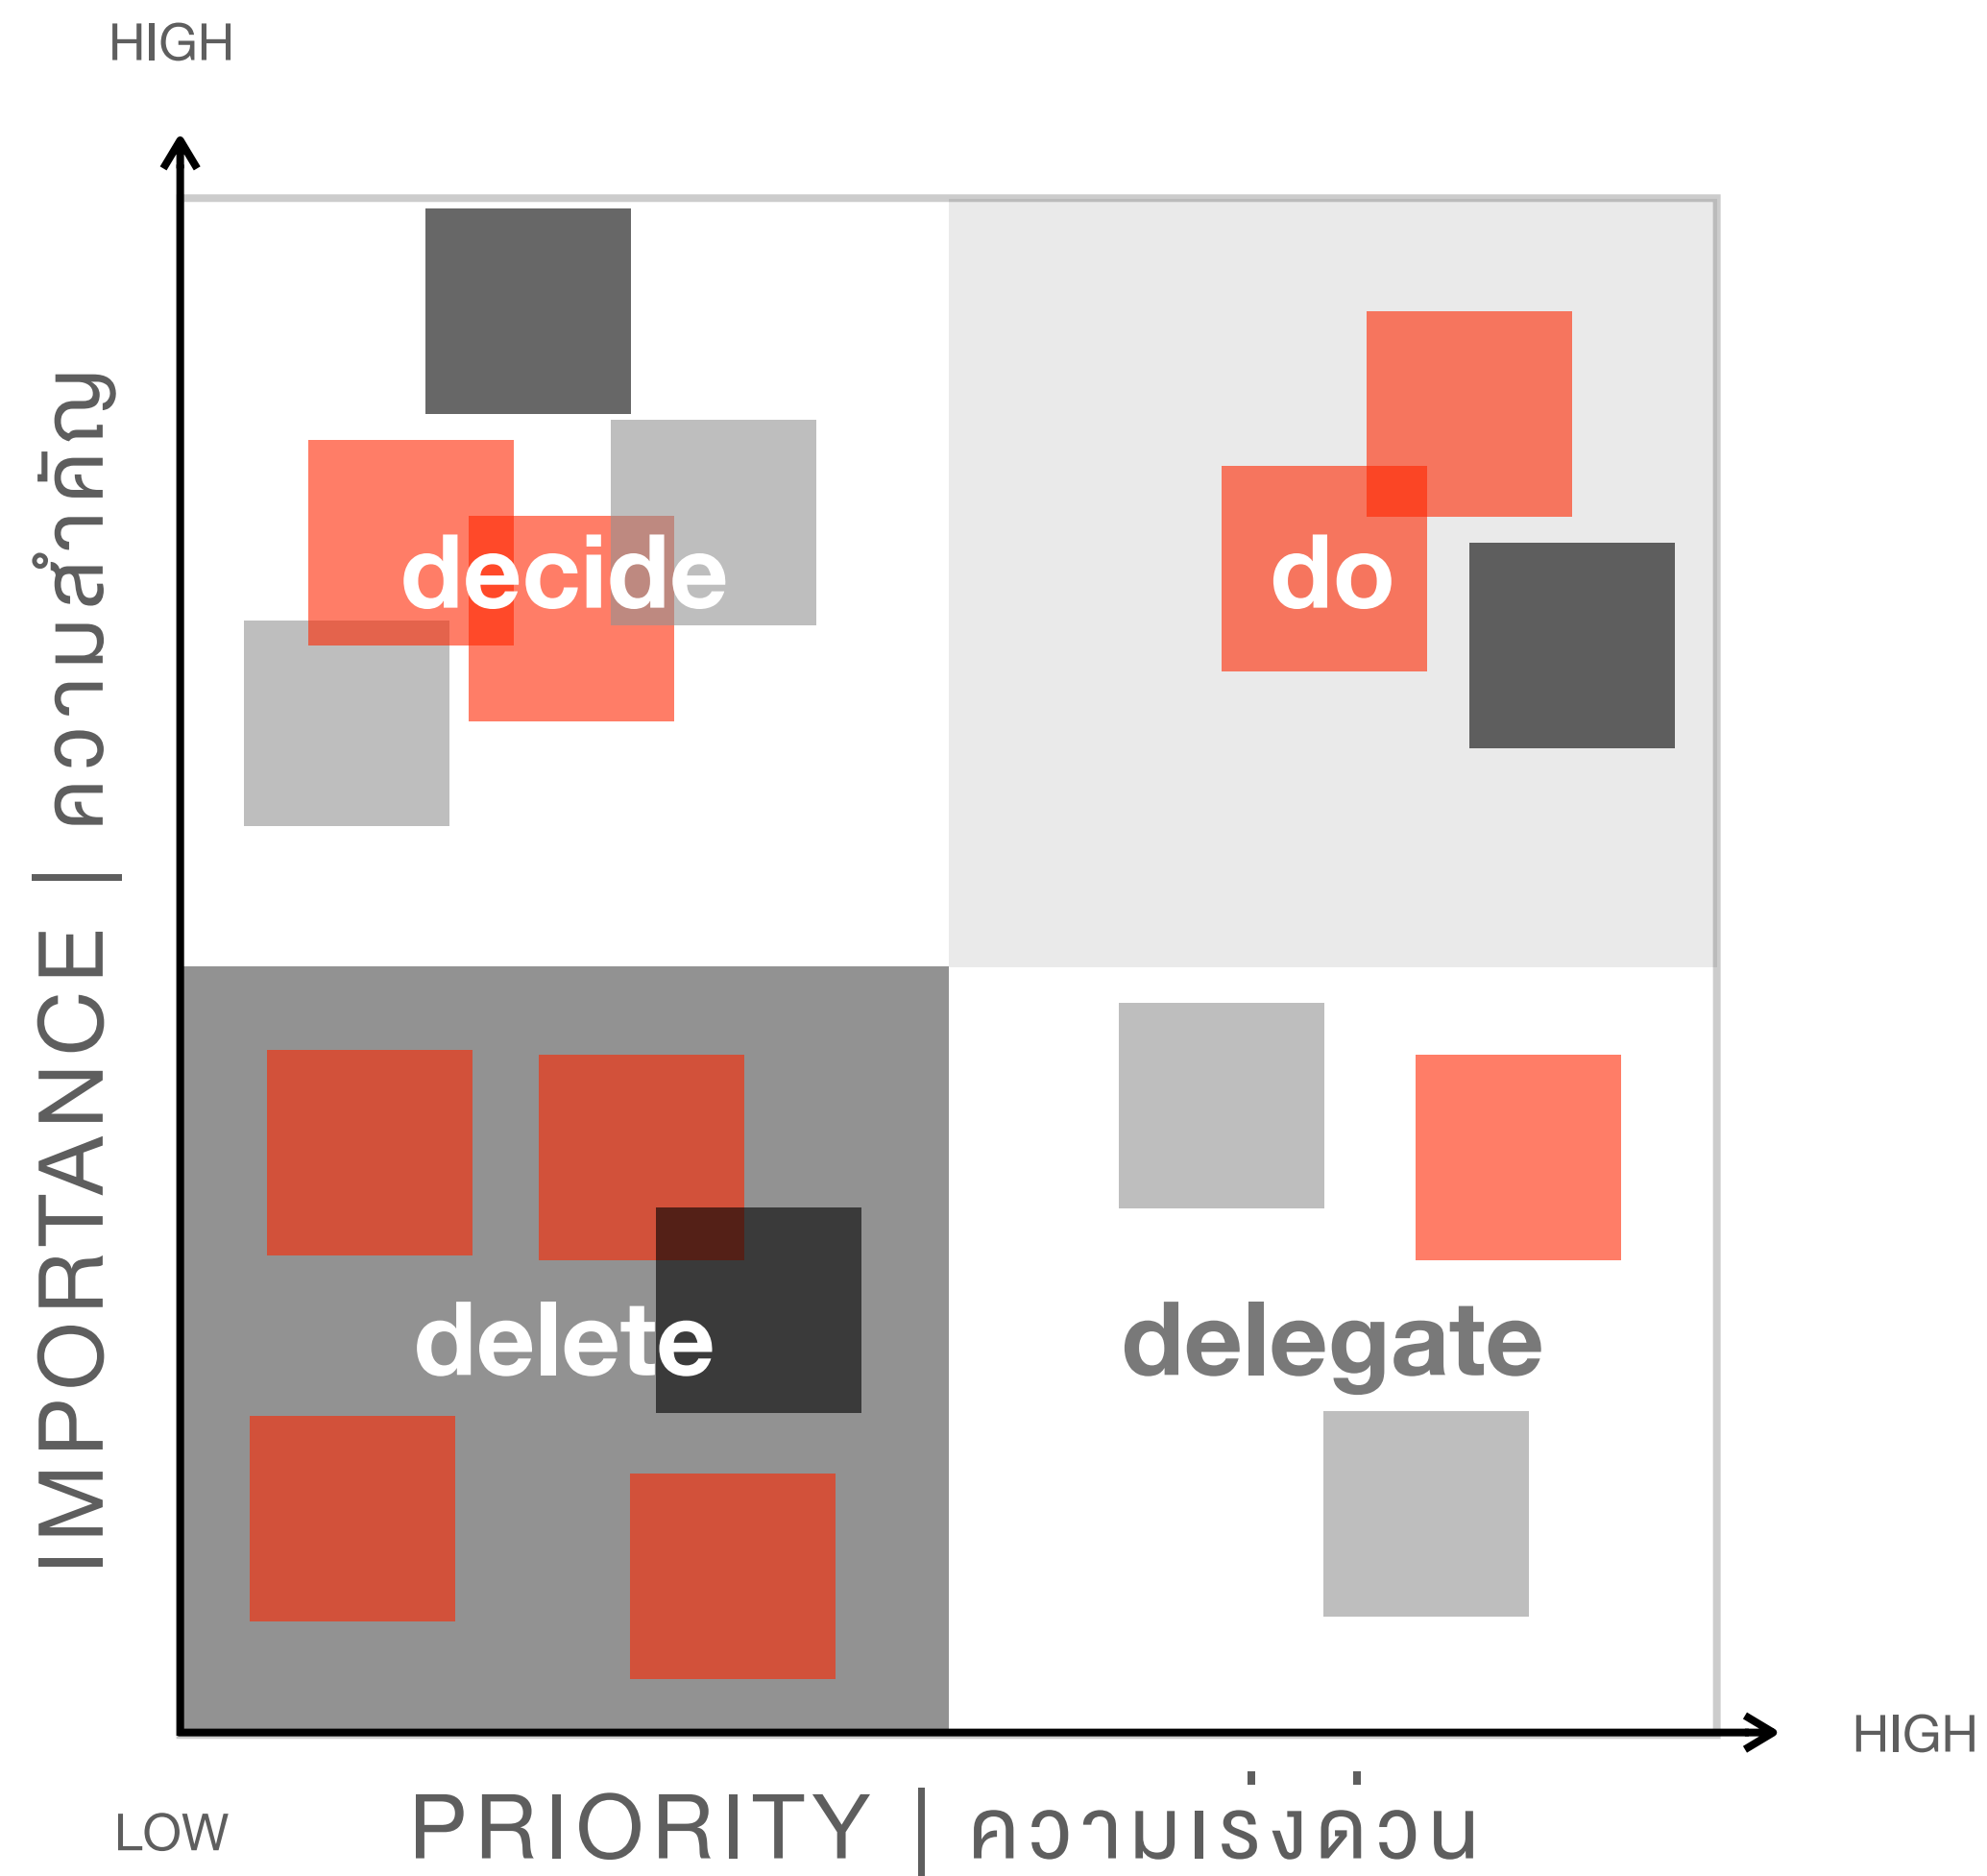 HIGH
IMPORTANCE | ความสำคัญ
decide
do
delete
delegate
HIGH
LOW
PRIORITY | ความเร่งด่วน